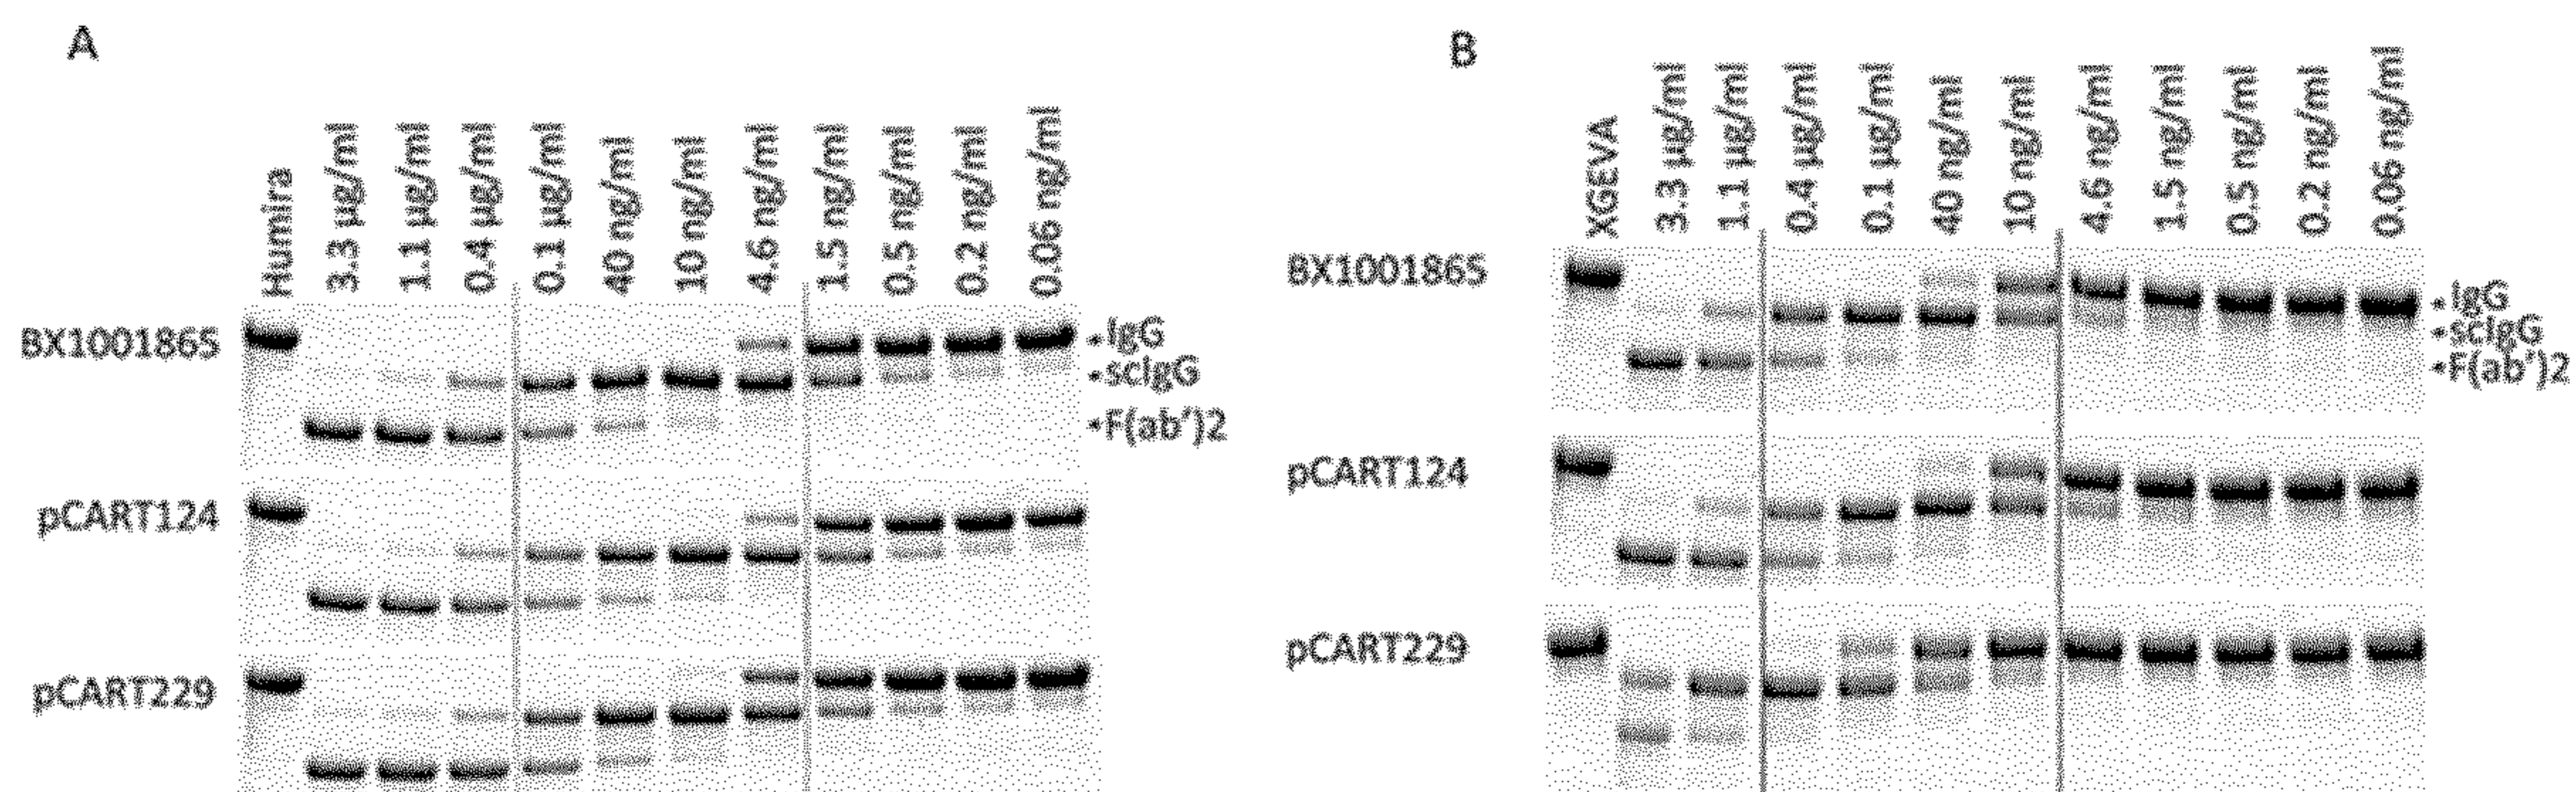 A
Humira
3.3 µg/ml
1.1 µg/ml
0.4 µg/ml
0.1 µg/ml
40 ng/ml
10 ng/ml
4.6 ng/ml
1.5 ng/ml
0.5 ng/ml
0.2 ng/ml
0.06 ng/ml
BX1001865
IgG
scIgG
F(ab')2
pCART124
pCART229
B
XGEVA
3.3 µg/ml
1.1 µg/ml
0.4 µg/ml
0.1 µg/ml
40 ng/ml
10 ng/ml
4.6 ng/ml
1.5 ng/ml
0.5 ng/ml
0.2 ng/ml
0.06 ng/ml
BX1001865
IgG
scIgG
F(ab')2
pCART124
pCART229